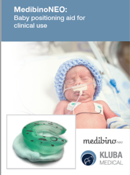 MedibinoNEO:
Baby positioning aid for
clinical use
medibino
KLUBA
MEDICAL